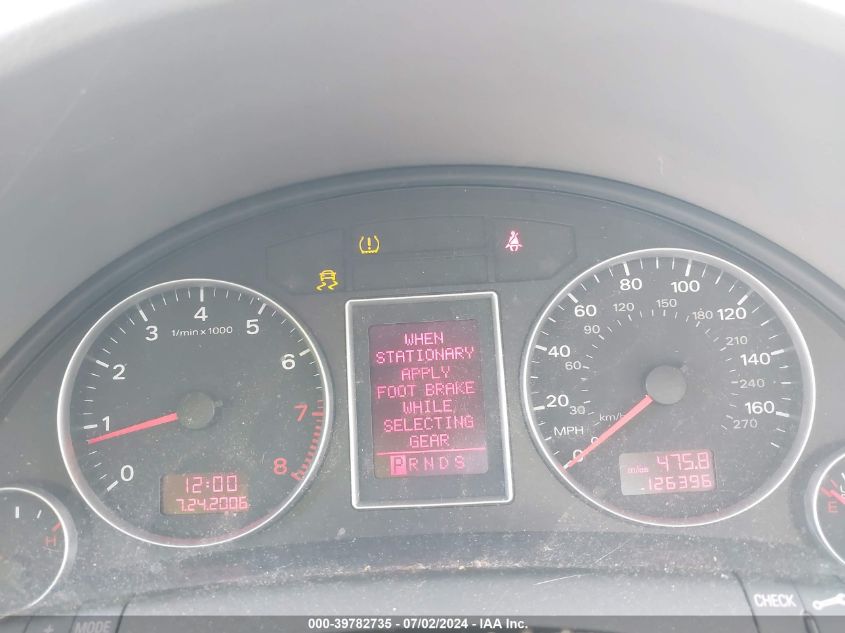 4
1/min x 1000
3
5
2
6
1
7
0
8
12:00
7.24.2006
H
WHEN
STATIONARY
APPLY
FOOT BRAKE
WHILE
SELECTING
GEAR
P R N D S
80
100
60
120
40
140
20
160
0
120
150
90
180
60
210
30
240
0
270
km/h
MPH
miles 475.8
126396
E
+
MODE
CHECK
000-39782735 - 07/02/2024 - IAA Inc.